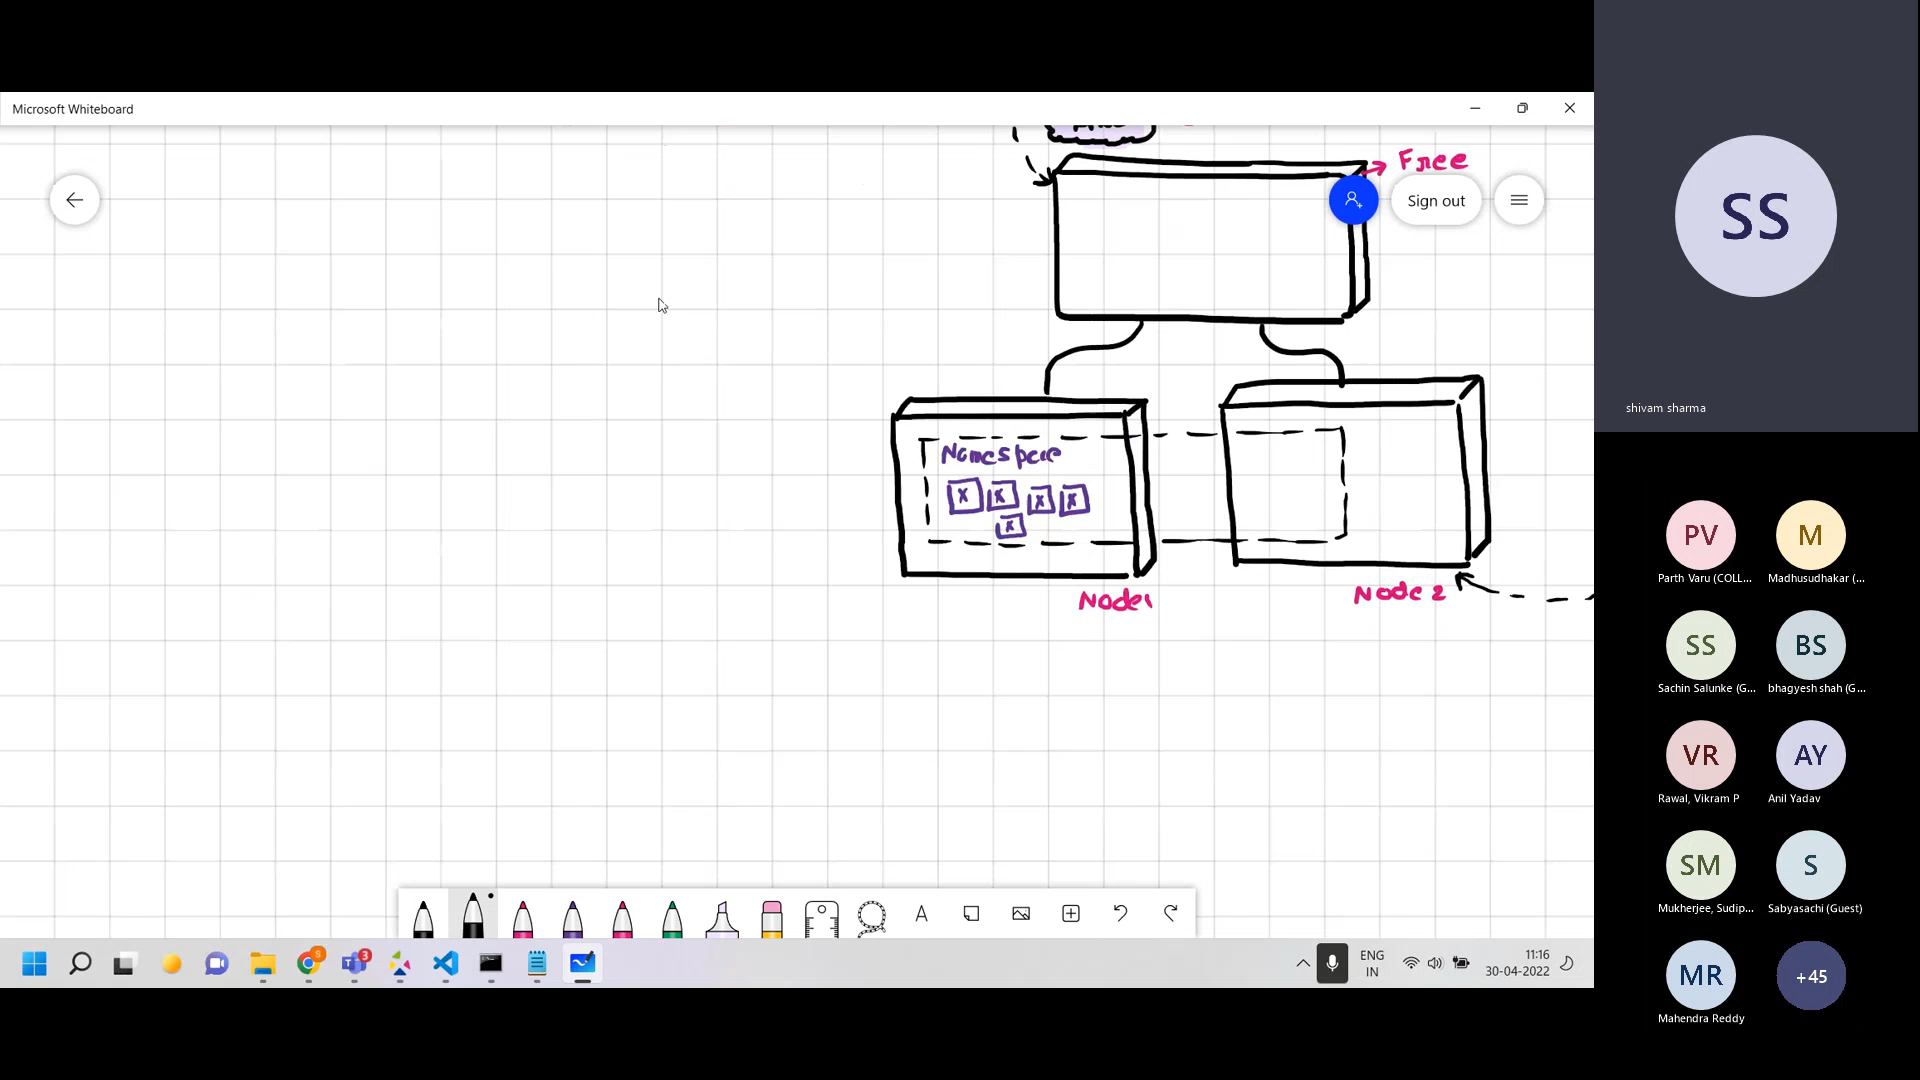 Microsoft Whiteboard
Free
Sign out
SS
shivam sharma
Namespace
X X X X
X
Node1
Node 2
PV
M
Parth Varu (COLL...
Madhusudhakar (...
SS
BS
Sachin Salunke (G...
bhagyesh shah (G...
VR
AY
Rawal, Vikram P
Anil Yadav
SM
S
Mukherjee, Sudip...
Sabyasachi (Guest)
MR
+45
Mahendra Reddy
A
S
3
ENG
IN
11:16
30-04-2022